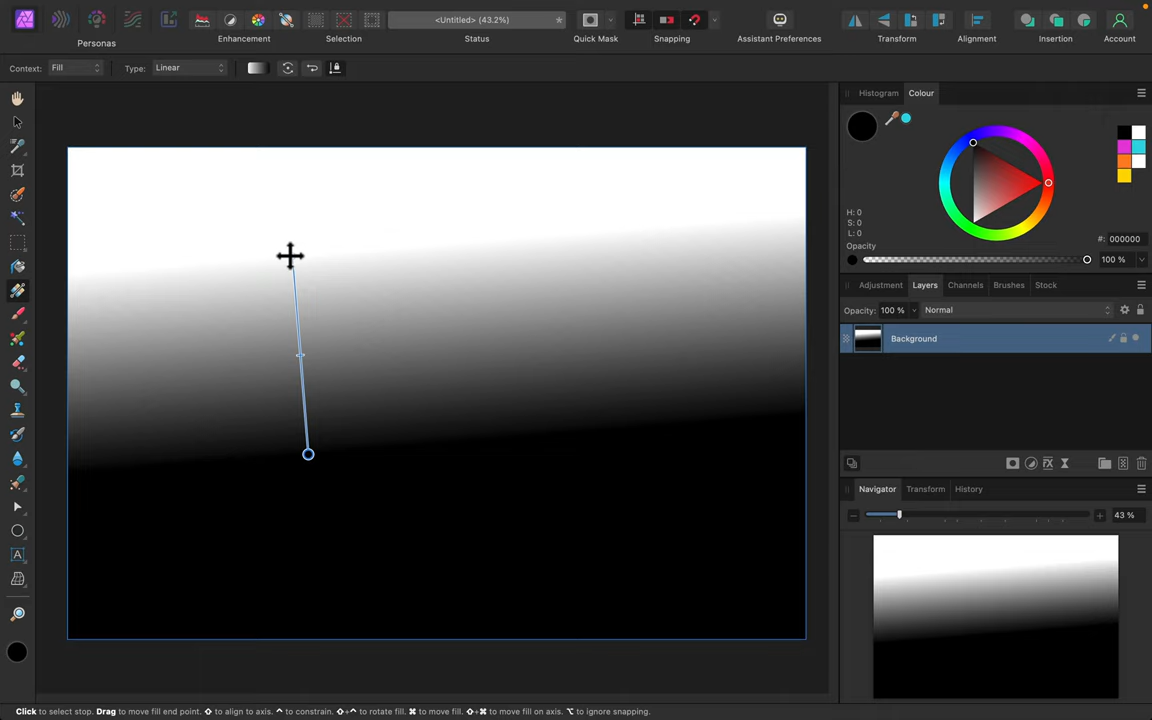 <Untitled> (43.2%)
Personas
Enhancement
Selection
Status
Quick Mask
Snapping
Assistant Preferences
Transform
Alignment
Insertion
Account
Context: Fill
Type: Linear
Histogram
Colour
H: 0
S: 0
L: 0
#: 000000
Opacity
100 %
Adjustment
Layers
Channels
Brushes
Stock
Opacity: 100 %
Normal
Background
Navigator
Transform
History
43 %
A
Click to select stop. Drag to move fill end point. ⇧ to align to axis. ⌃ to constrain. ⇧+⌃ to rotate fill. ⌘ to move fill. ⇧+⌘ to move fill on axis. ⌥ to ignore snapping.